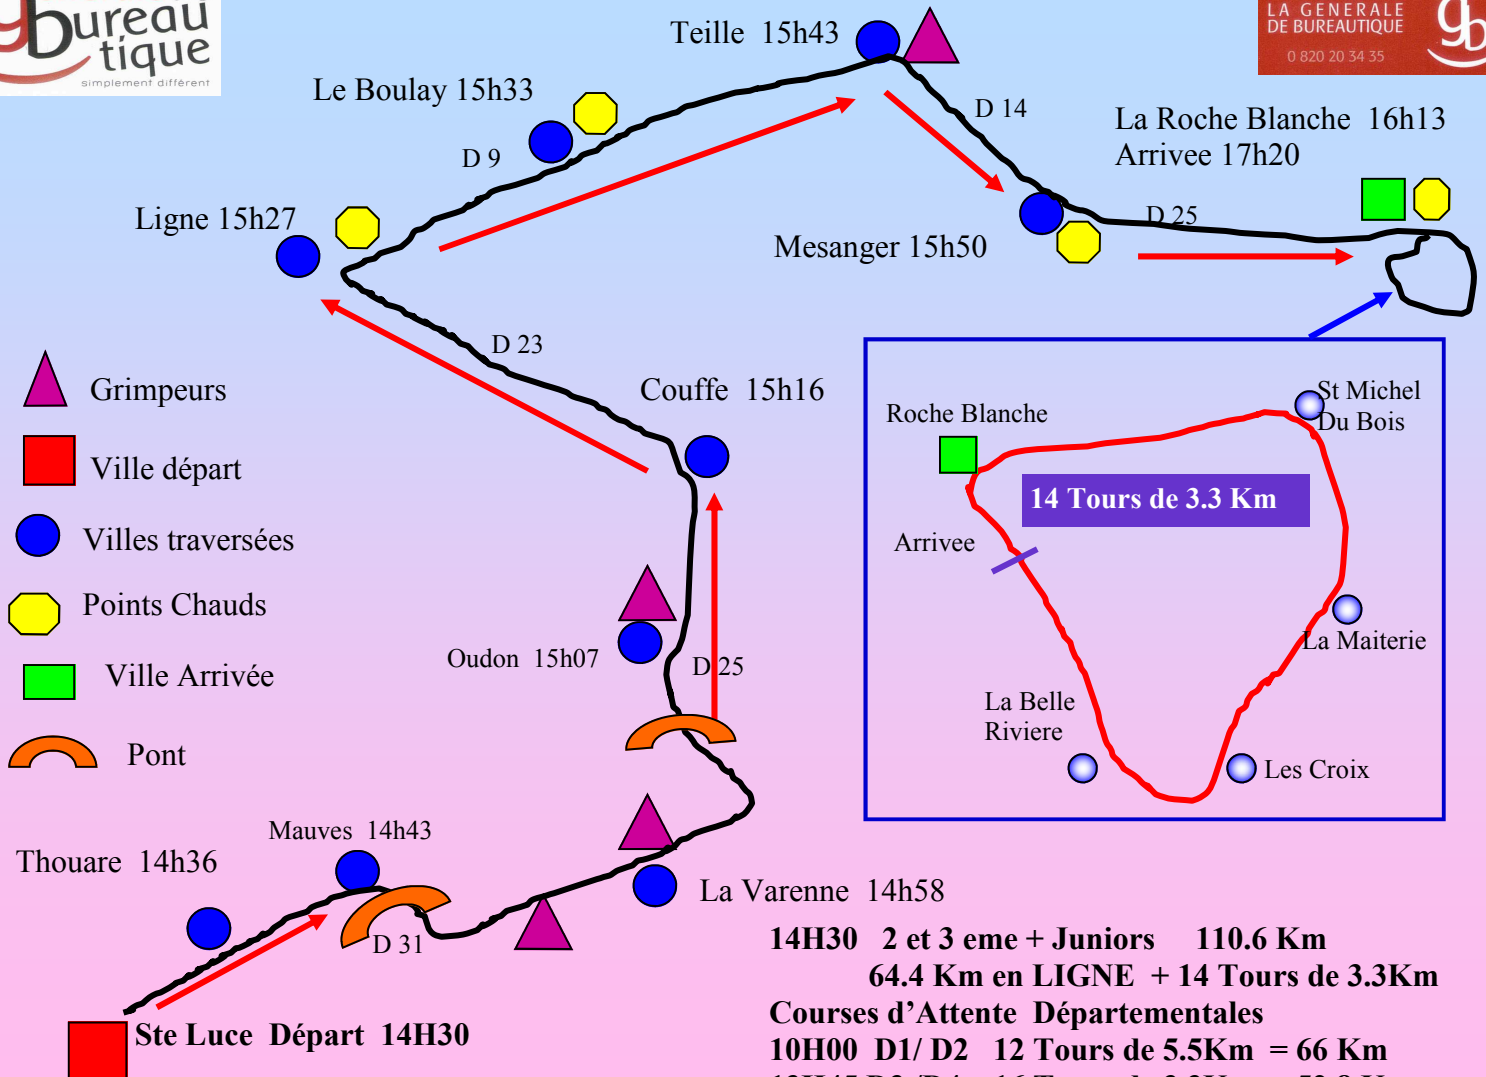 bureau
tique
simplement différent
LA GENERALE
DE BUREAUTIQUE
0 820 20 34 35
gb
Teille 15h43
Le Boulay 15h33
D 14
La Roche Blanche 16h13
Arrivee 17h20
D 9
Ligne 15h27
D 25
Mesanger 15h50
D 23
Couffe 15h16
Grimpeurs
Ville départ
Villes traversées
Points Chauds
Ville Arrivée
Pont
Roche Blanche
St Michel
Du Bois
14 Tours de 3.3 Km
Arrivee
La Maiterie
La Belle
Riviere
Les Croix
Oudon 15h07
D 25
Mauves 14h43
Thouare 14h36
La Varenne 14h58
D 31
Ste Luce Départ 14H30
14H30 2 et 3 eme + Juniors 110.6 Km
64.4 Km en LIGNE + 14 Tours de 3.3Km
Courses d’Attente Départementales
10H00 D1/ D2 12 Tours de 5.5Km = 66 Km